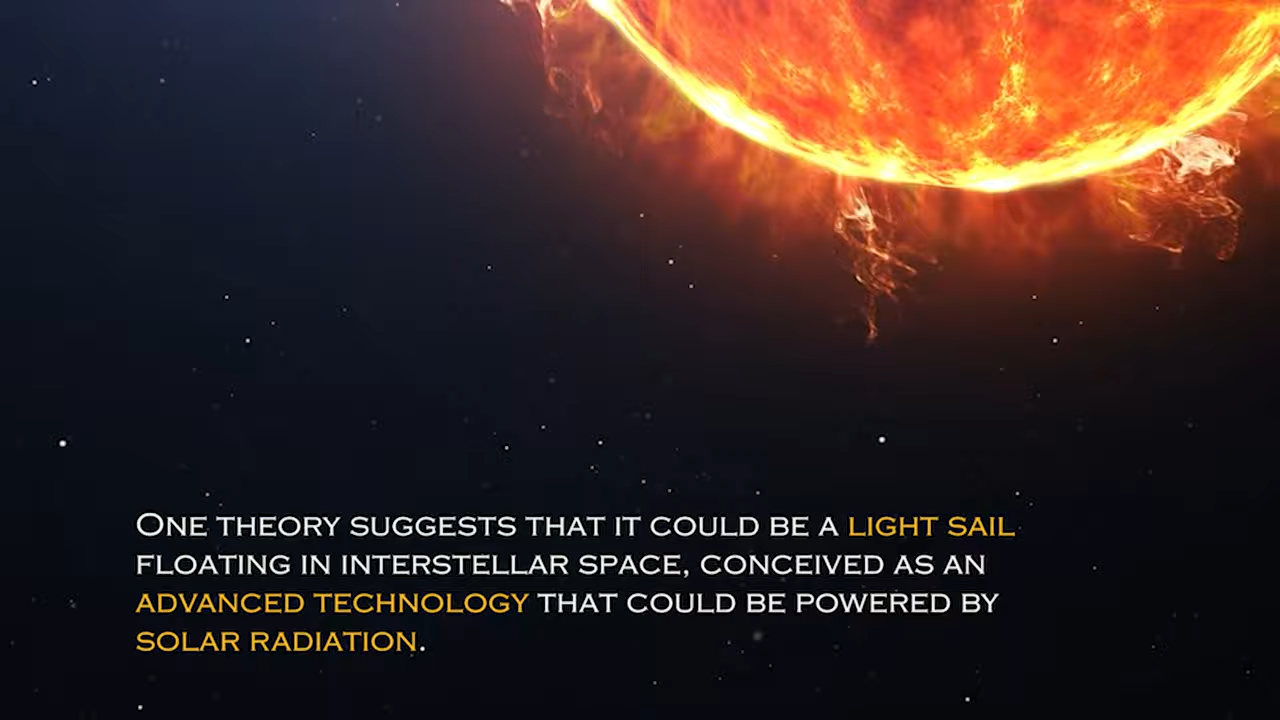 One theory suggests that it could be a light sail
floating in interstellar space, conceived as an
advanced technology that could be powered by
solar radiation.